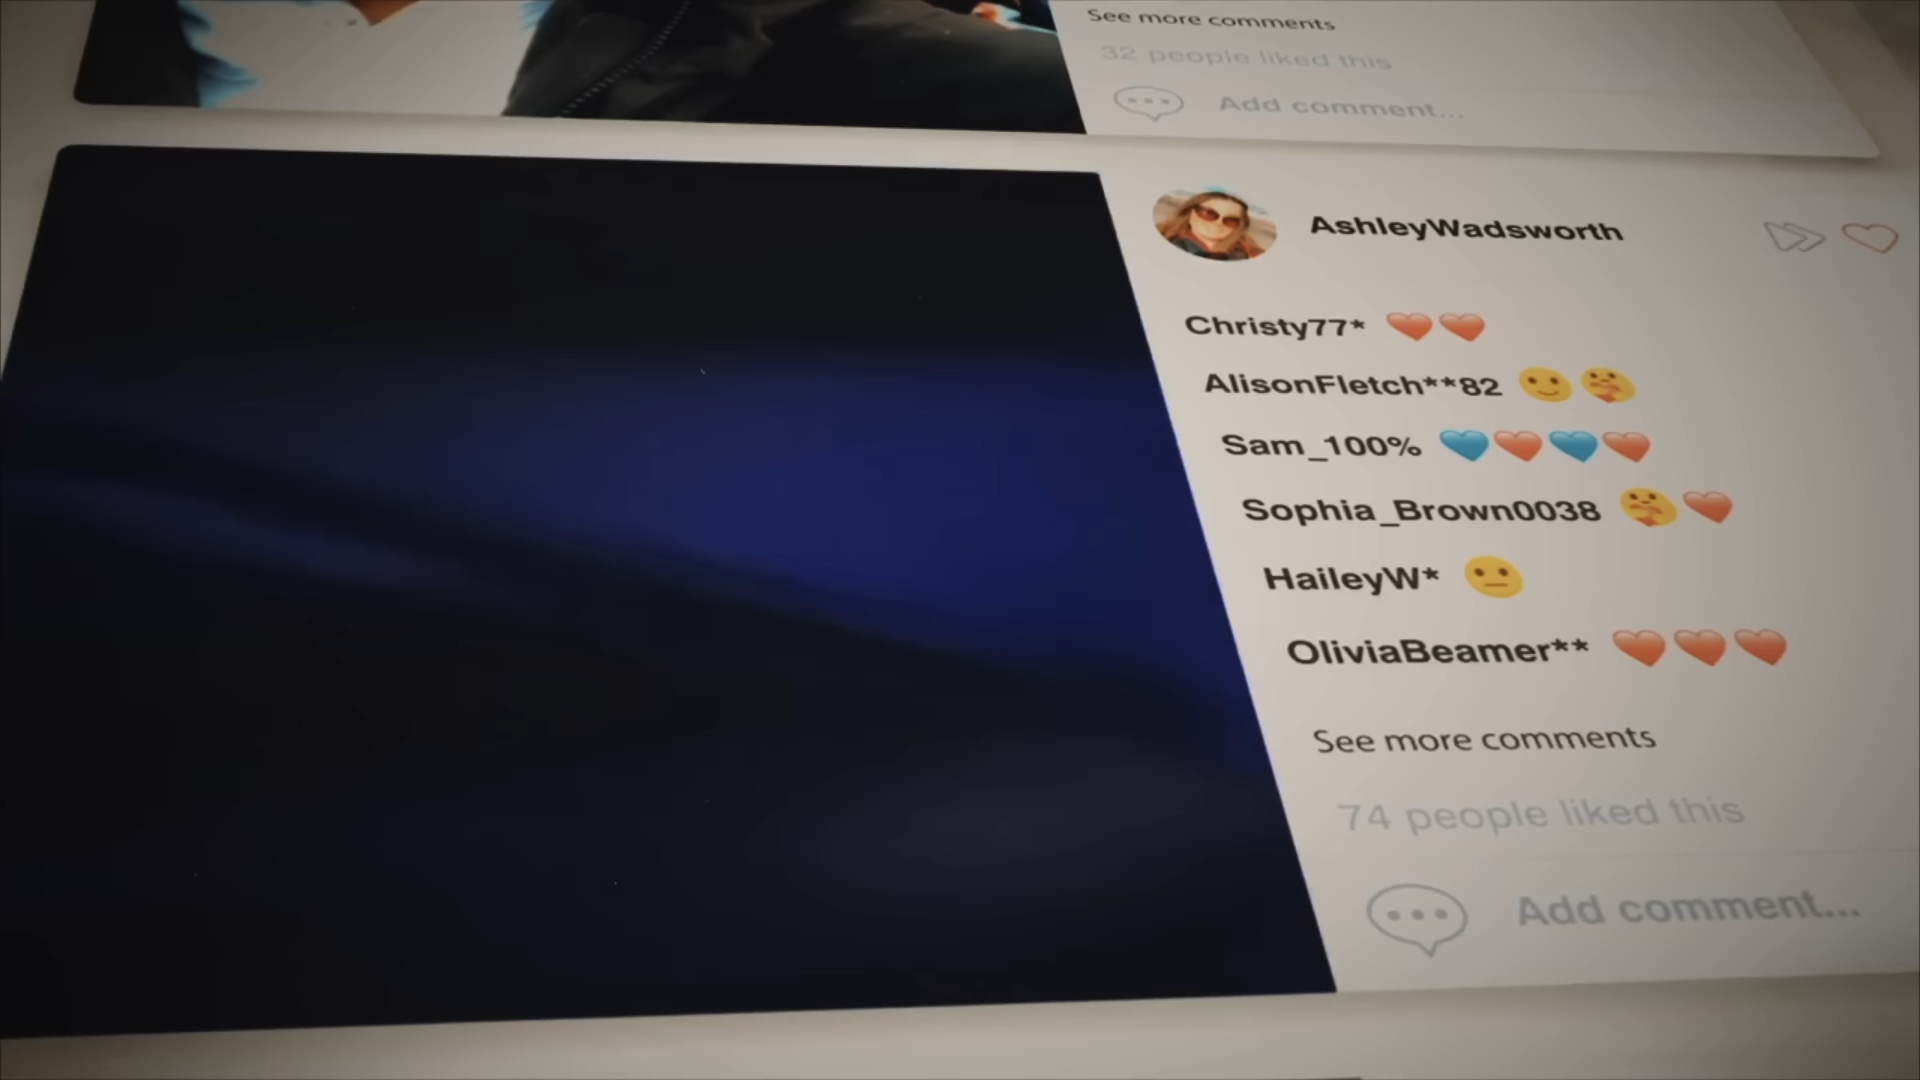 See more comments
32 people liked this
Add comment...
AshleyWadsworth
Christy77*
AlisonFletch**82
Sam_100%
Sophia_Brown0038
HaileyW*
OliviaBeamer**
See more comments
74 people liked this
Add comment...